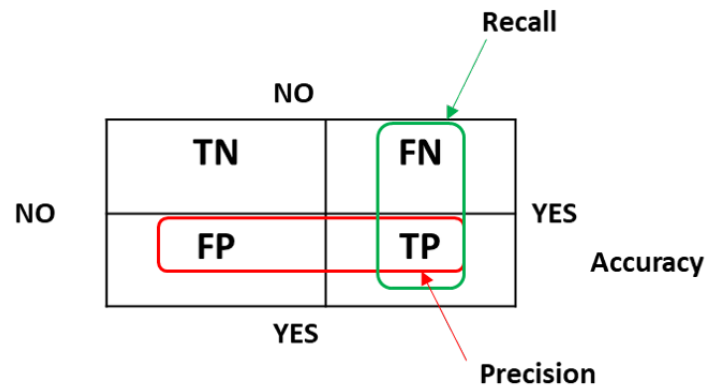 Recall
NO
TN FN
NO YES
FP TP
Accuracy
YES
Precision